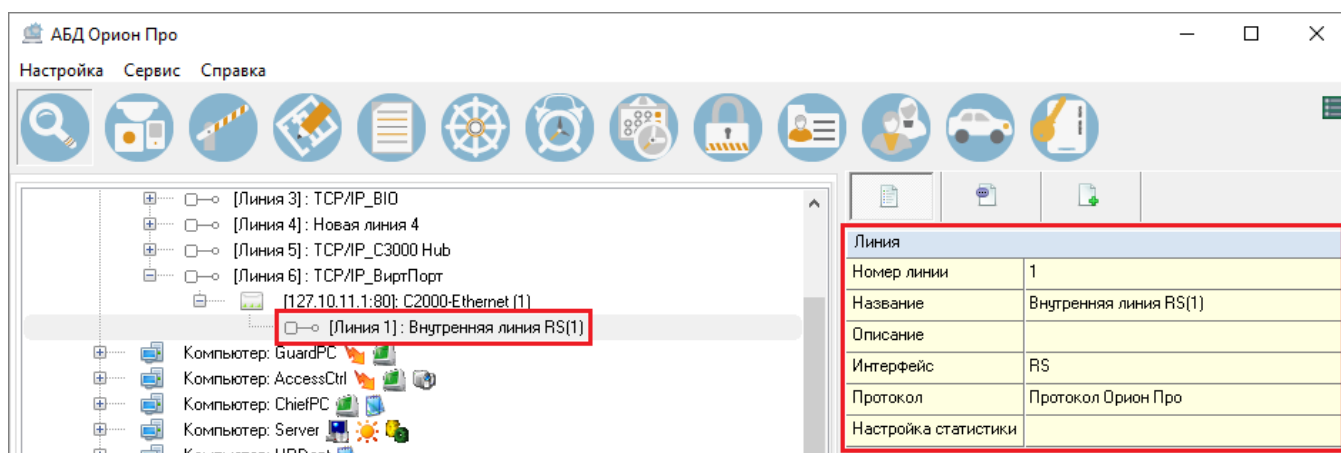 АБД Орион Про
Настройка Сервис Справка
[Линия 3] : TCP/IP_BIO
[Линия 4] : Новая линия 4
[Линия 5] : TCP/IP_C3000 Hub
[Линия 6] : TCP/IP_ВиртПорт
[127.10.11.1:80]: C2000-Ethernet (1)
[Линия 1] : Внутренняя линия RS(1)
Компьютер: GuardPC
Компьютер: AccessCtrl
Компьютер: ChiefPC
Компьютер: Server
Линия
Номер линии 1
Название Внутренняя линия RS(1)
Описание
Интерфейс RS
Протокол Протокол Орион Про
Настройка статистики